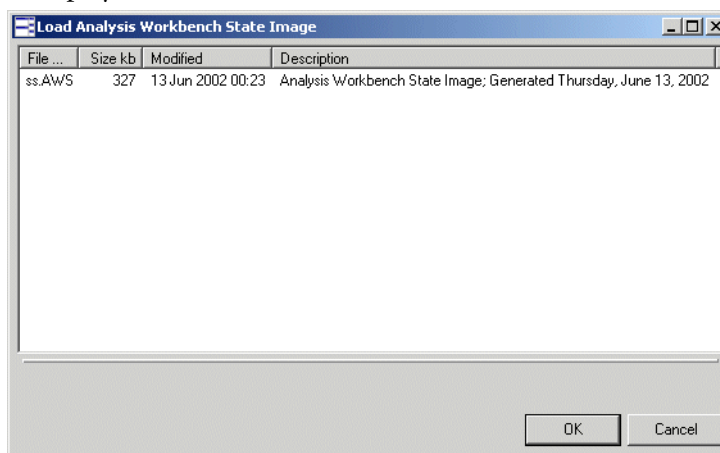 Load Analysis Workbench State Image
File ... Size kb Modified Description
ss.AWS 327 13 Jun 2002 00:23 Analysis Workbench State Image; Generated Thursday, June 13, 2002
OK Cancel